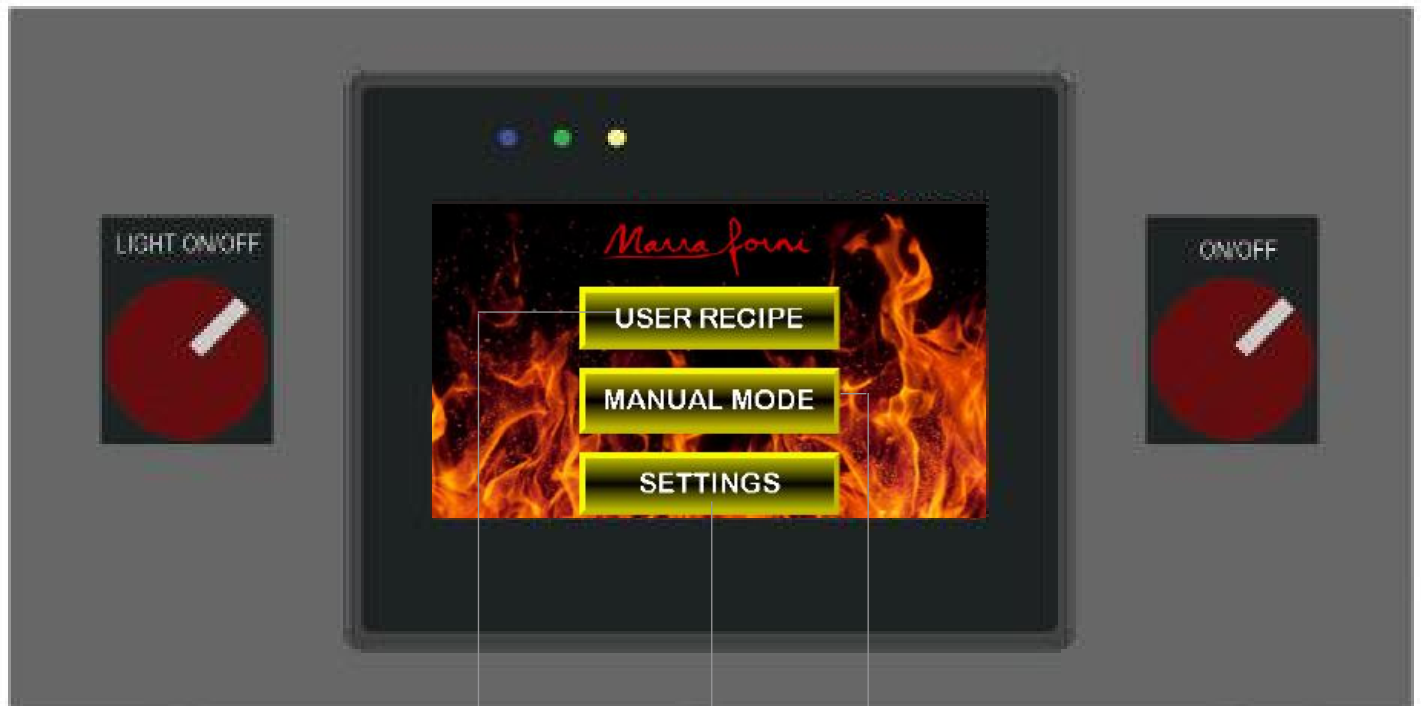 LIGHT ON/OFF
Marra forni
ON/OFF
USER RECIPE
MANUAL MODE
SETTINGS